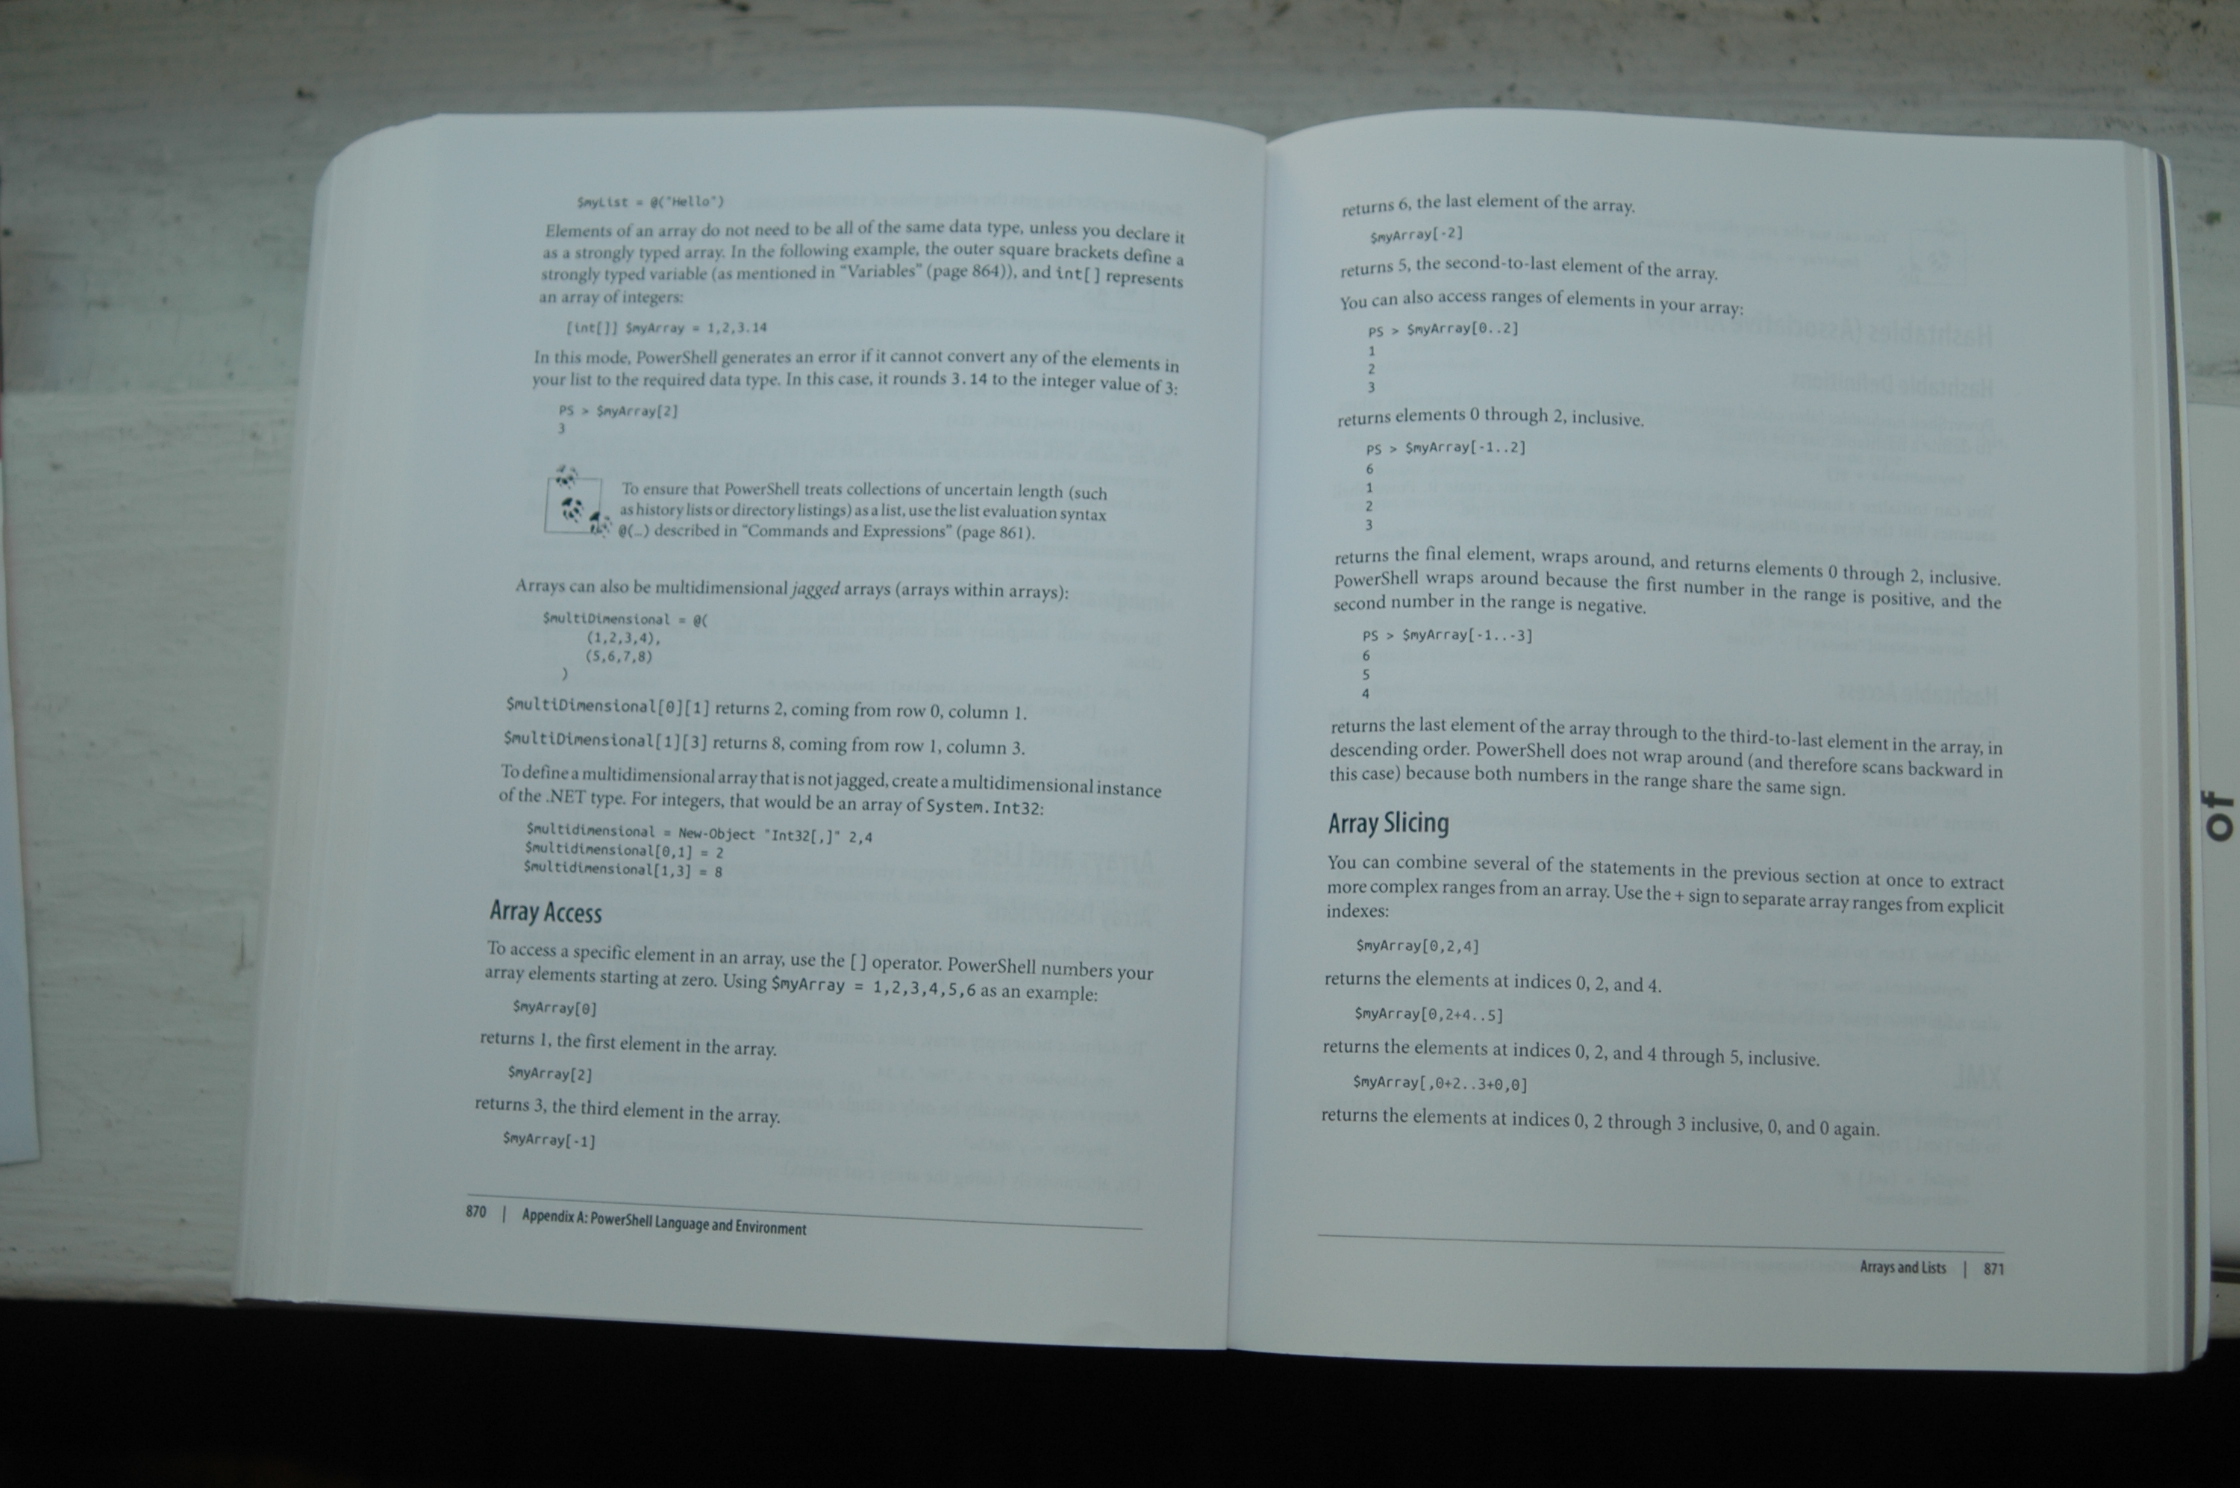 $myList = @("Hello")
Elements of an array do not need to be all of the same data type, unless you declare it
as a strongly typed array. In the following example, the outer square brackets define a
strongly typed variable (as mentioned in "Variables" (page 864)), and int[] represents
an array of integers:
[int[]] $myArray = 1,2,3.14
In this mode, PowerShell generates an error if it cannot convert any of the elements in
your list to the required data type. In this case, it rounds 3.14 to the integer value of 3:
PS > $myArray[2]
3
To ensure that PowerShell treats collections of uncertain length (such
as history lists or directory listings) as a list, use the list evaluation syntax
@(…) described in "Commands and Expressions" (page 861).
Arrays can also be multidimensional jagged arrays (arrays within arrays):
$multiDimensional = @(
(1,2,3,4),
(5,6,7,8)
)
$multiDimensional[0][1] returns 2, coming from row 0, column 1.
$multiDimensional[1][3] returns 8, coming from row 1, column 3.
To define a multidimensional array that is not jagged, create a multidimensional instance
of the .NET type. For integers, that would be an array of System.Int32:
$multidimensional = New-Object "Int32[,]" 2,4
$multidimensional[0,1] = 2
$multidimensional[1,3] = 8
Array Access
To access a specific element in an array, use the [] operator. PowerShell numbers your
array elements starting at zero. Using $myArray = 1,2,3,4,5,6 as an example:
$myArray[0]
returns 1, the first element in the array.
$myArray[2]
returns 3, the third element in the array.
$myArray[-1]
870 | Appendix A: PowerShell Language and Environment
returns 6, the last element of the array.
$myArray[-2]
returns 5, the second-to-last element of the array.
You can also access ranges of elements in your array:
PS > $myArray[0..2]
1
2
3
returns elements 0 through 2, inclusive.
PS > $myArray[-1..2]
6
1
2
3
returns the final element, wraps around, and returns elements 0 through 2, inclusive.
PowerShell wraps around because the first number in the range is positive, and the
second number in the range is negative.
PS > $myArray[-1..-3]
6
5
4
returns the last element of the array through to the third-to-last element in the array, in
descending order. PowerShell does not wrap around (and therefore scans backward in
this case) because both numbers in the range share the same sign.
Array Slicing
You can combine several of the statements in the previous section at once to extract
more complex ranges from an array. Use the + sign to separate array ranges from explicit
indexes:
$myArray[0,2,4]
returns the elements at indices 0, 2, and 4.
$myArray[0,2+4..5]
returns the elements at indices 0, 2, and 4 through 5, inclusive.
$myArray[,0+2..3+0,0]
returns the elements at indices 0, 2 through 3 inclusive, 0, and 0 again.
Arrays and Lists | 871
of